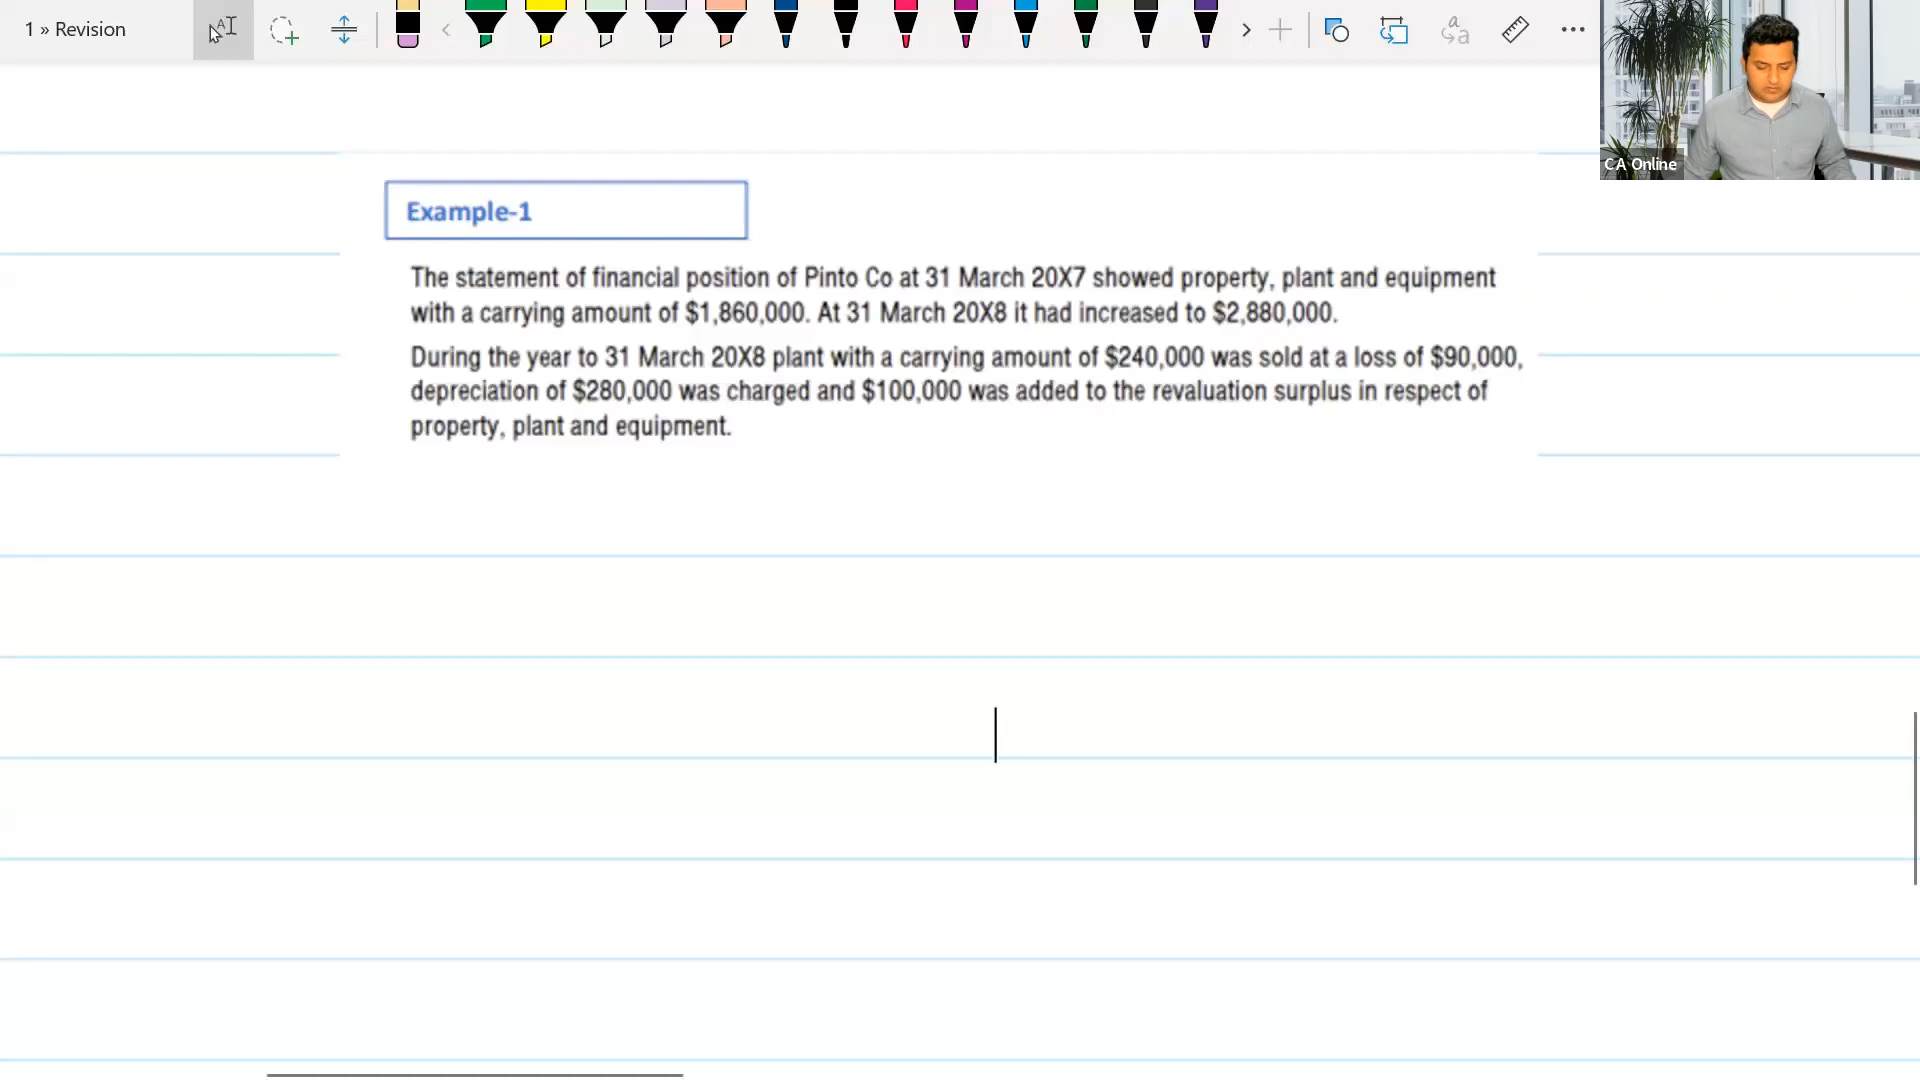 1 » Revision
CA Online
Example-1
The statement of financial position of Pinto Co at 31 March 20X7 showed property, plant and equipment
with a carrying amount of $1,860,000. At 31 March 20X8 it had increased to $2,880,000.
During the year to 31 March 20X8 plant with a carrying amount of $240,000 was sold at a loss of $90,000,
depreciation of $280,000 was charged and $100,000 was added to the revaluation surplus in respect of
property, plant and equipment.